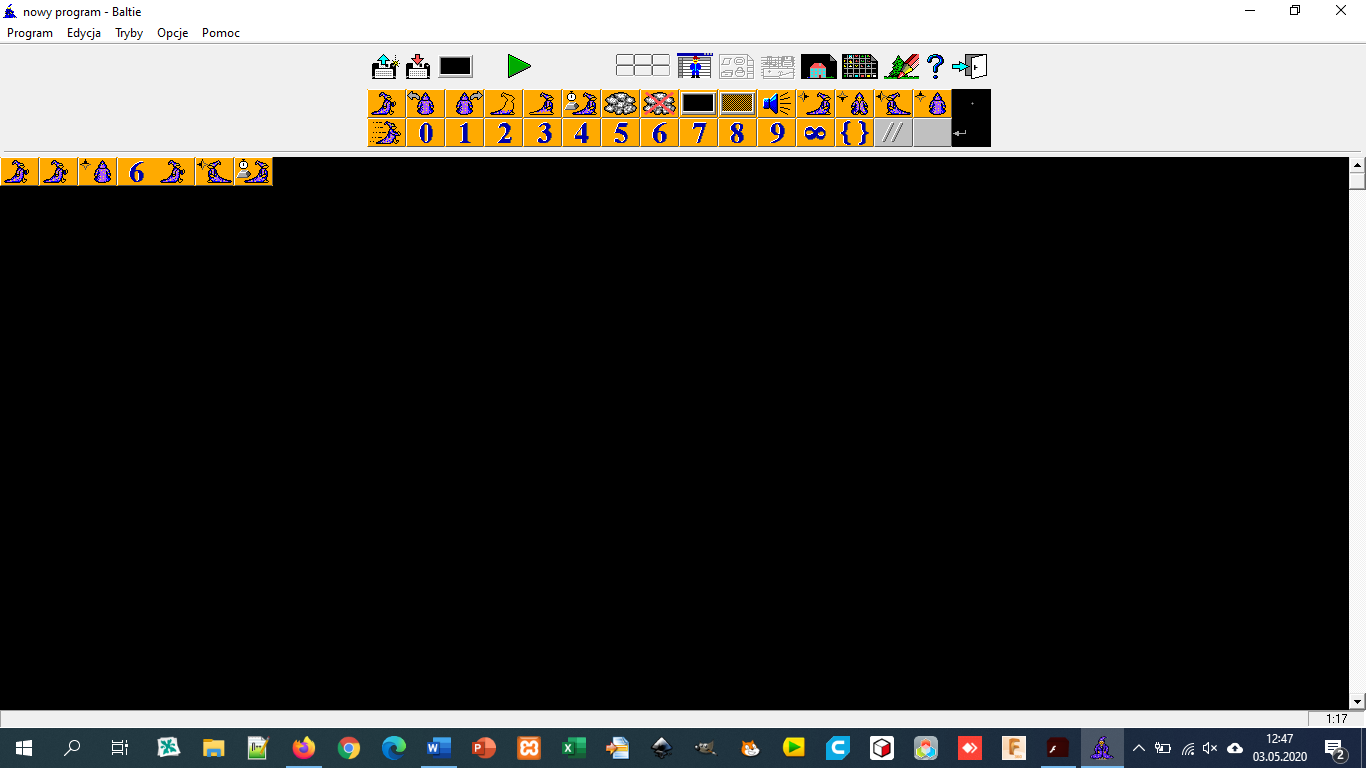 nowy program - Baltie
Program Edycja Tryby Opcje Pomoc
0 1 2 3 4 5 6 7 8 9 ∞ { } //
6
1:17
12:47
03.05.2020
2